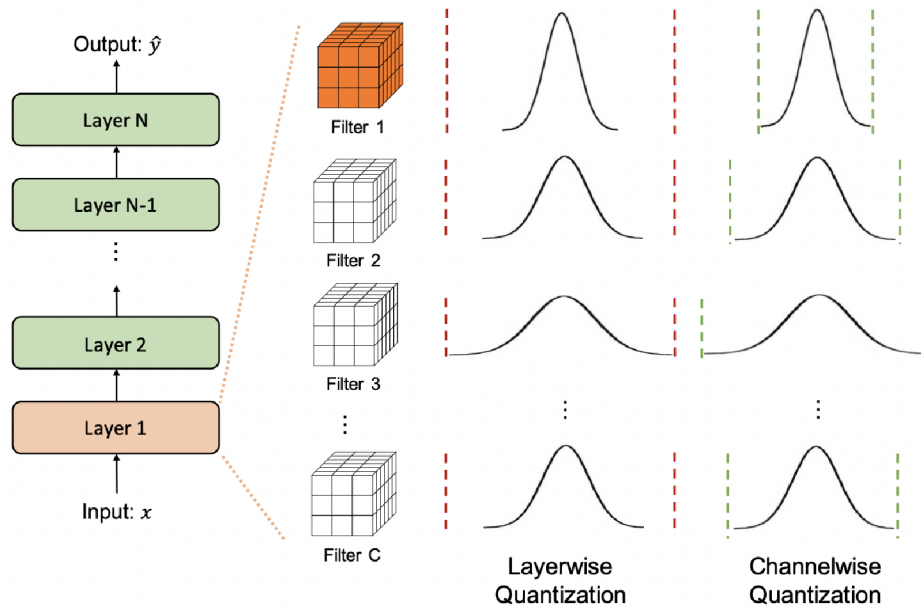 Output: ŷ
Layer N
Layer N-1
⋮
Layer 2
Layer 1
Input: x
Filter 1
Filter 2
Filter 3
⋮
Filter C
⋮
⋮
Layerwise
Quantization
Channelwise
Quantization